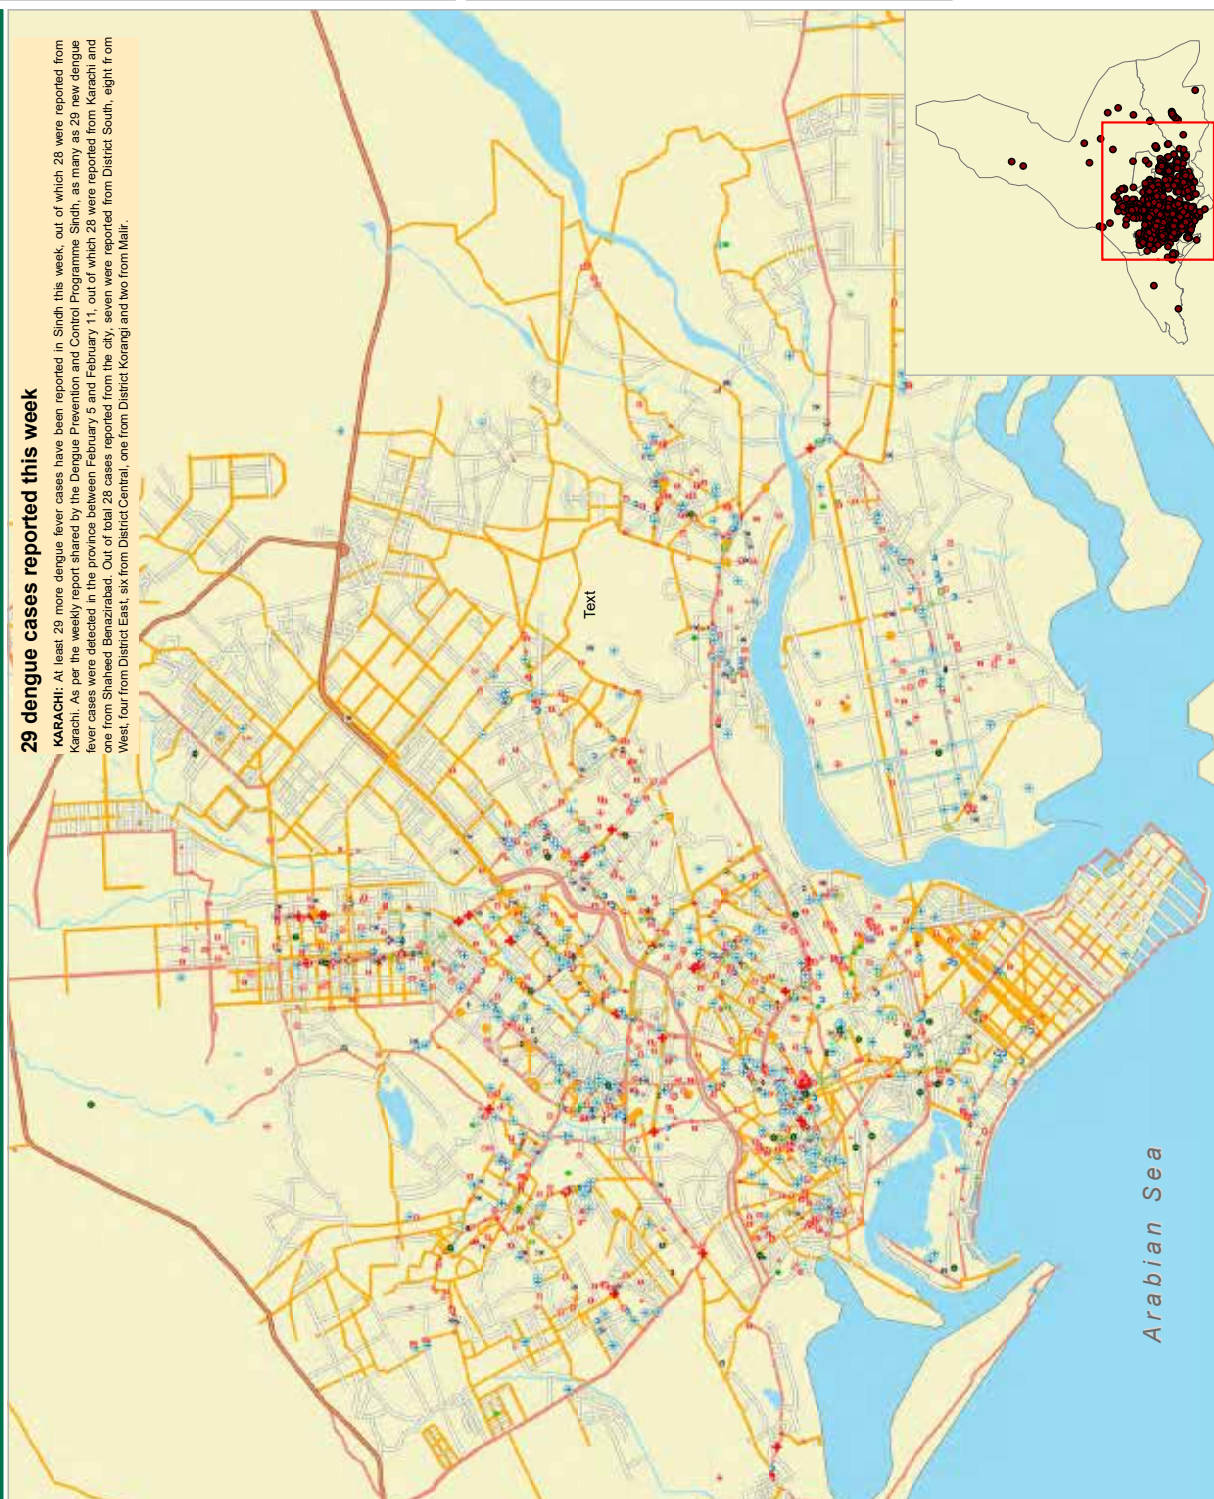 29 dengue cases reported this week
KARACHI: At least 29 more dengue fever cases have been reported in Sindh this week, out of which 28 were reported from
Karachi. As per the weekly report shared by the Dengue Prevention and Control Programme Sindh, as many as 29 new dengue
fever cases were detected in the province between February 5 and February 11, out of which 28 were reported from Karachi and
one from Shaheed Benazirabad. Out of total 28 cases reported from the city, seven were reported from District South, eight from
West, four from District East, six from District Central, one from District Korangi and two from Malir.
Text
Arabian Sea